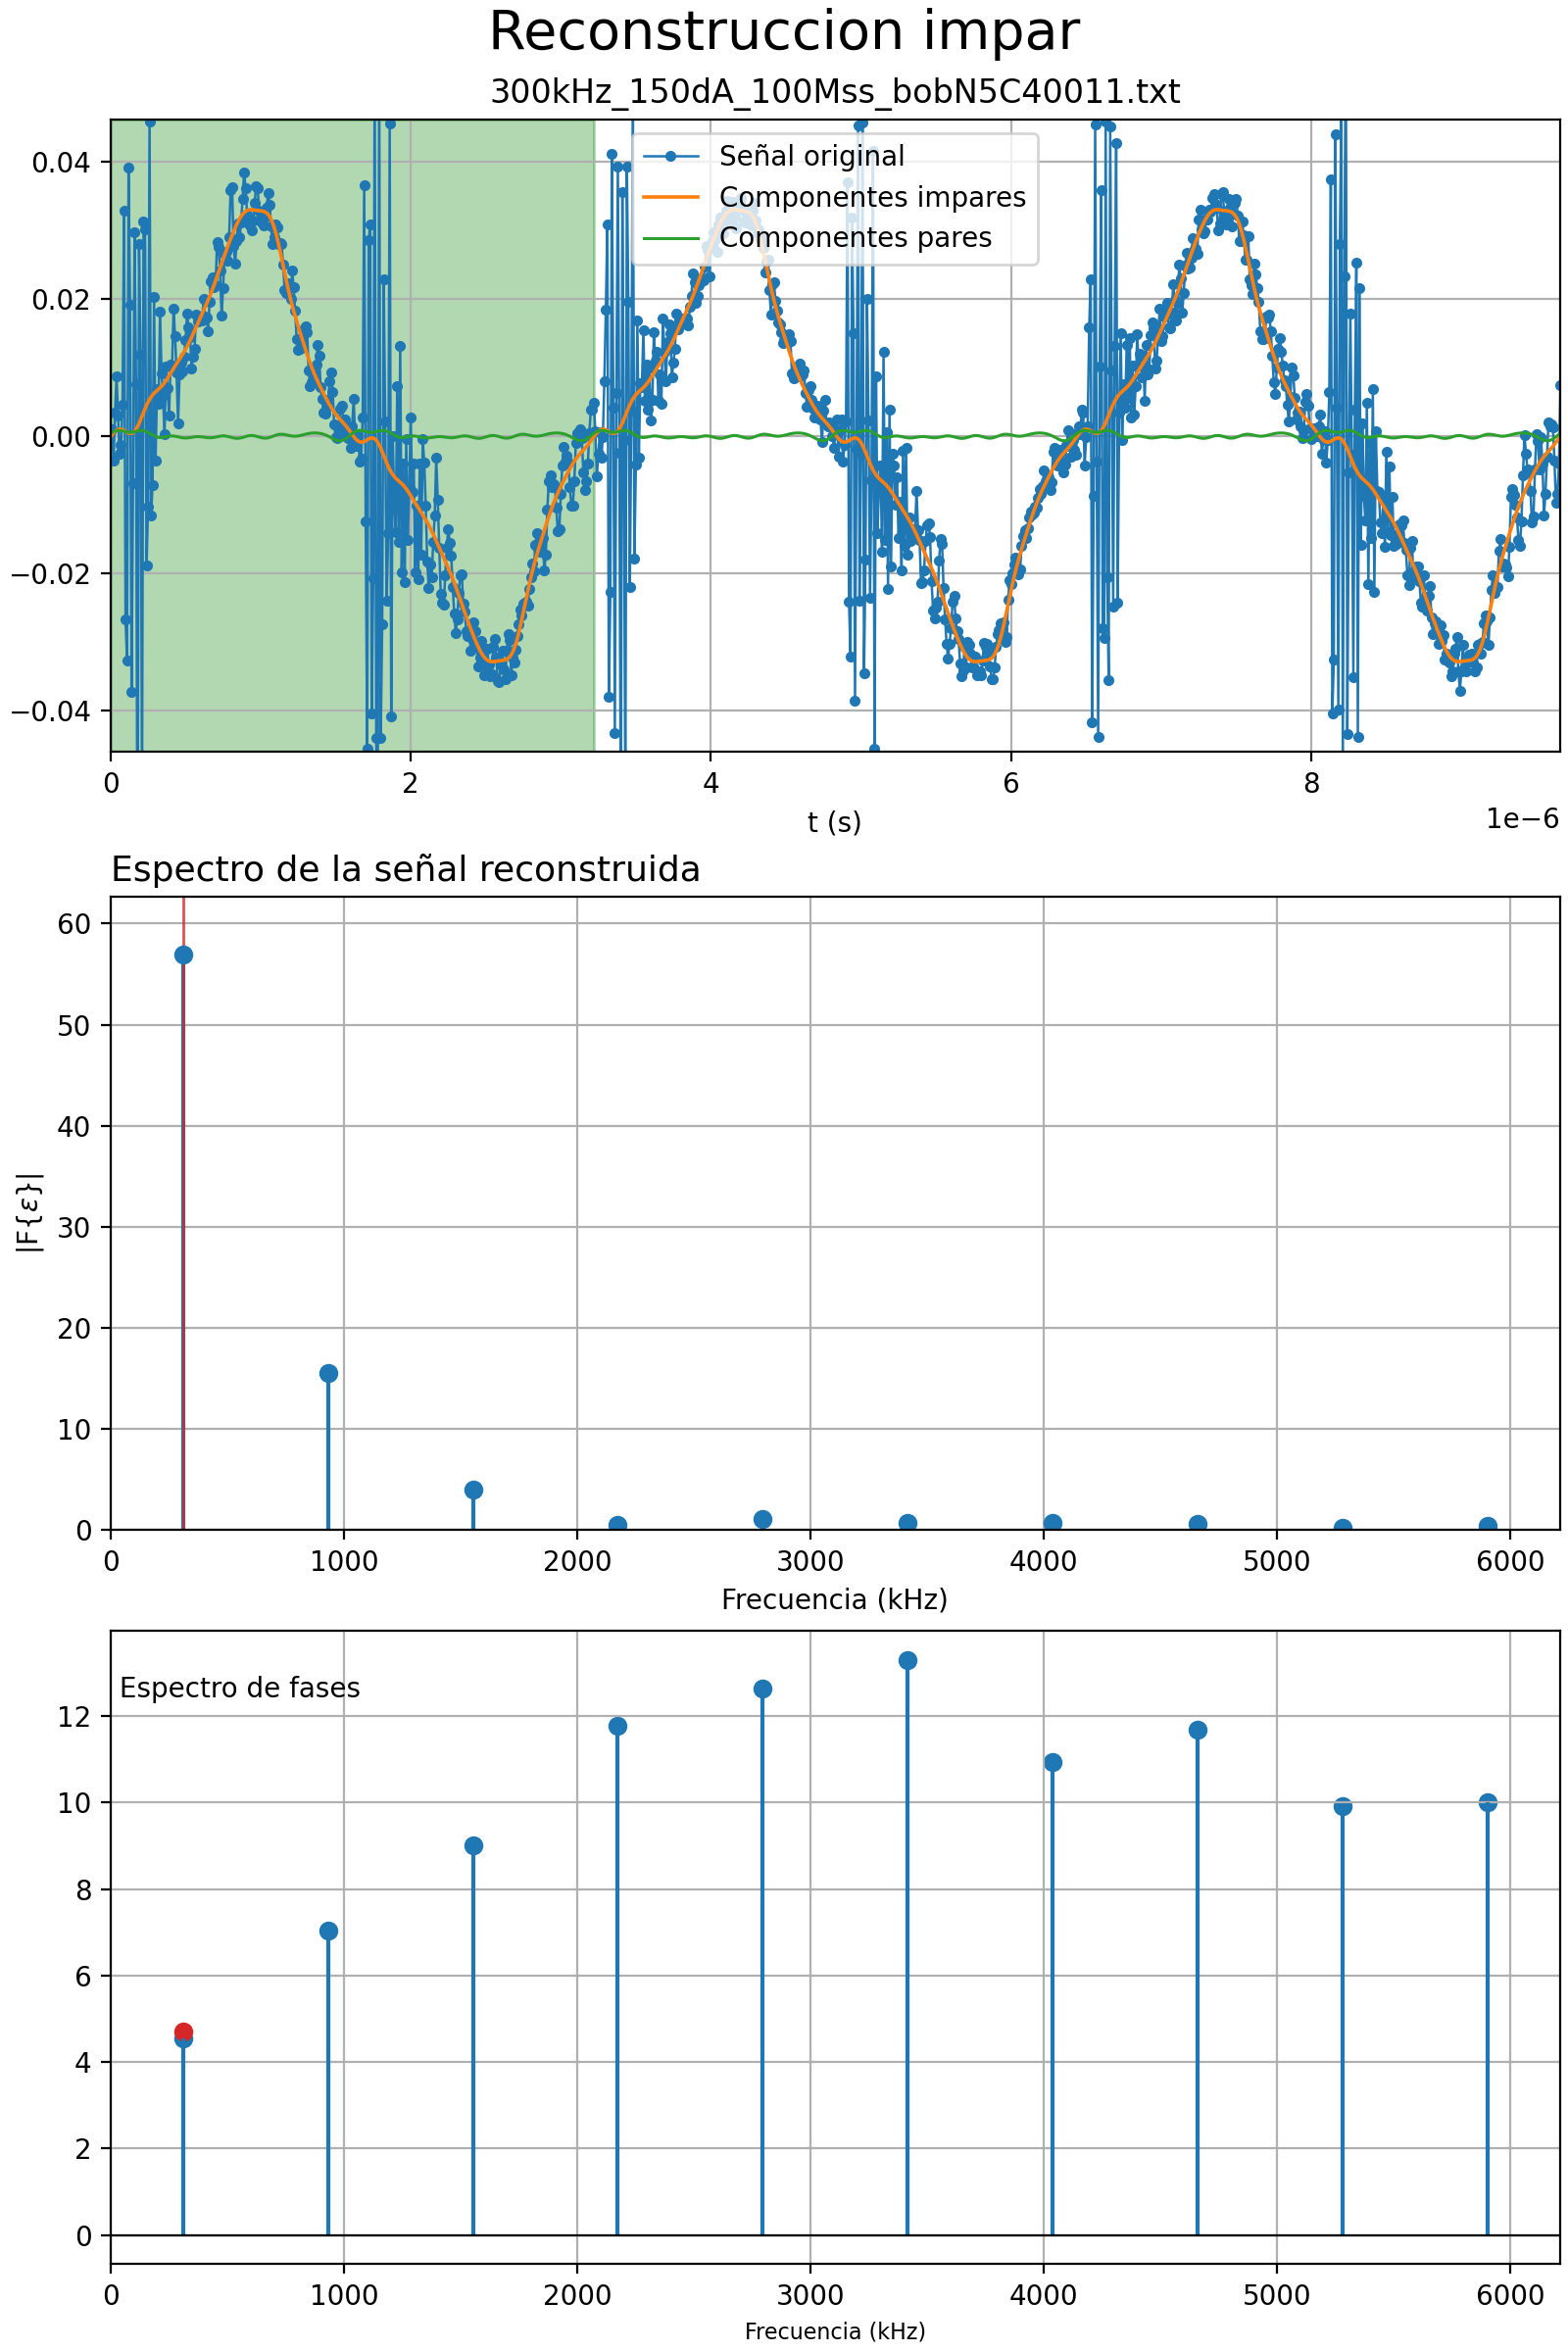 Reconstruccion impar
300kHz_150dA_100Mss_bobN5C40011.txt
Señal original
Componentes impares
Componentes pares
0.04
0.02
0.00
−0.02
−0.04
0 2 4 6 8
t (s)
1e−6
Espectro de la señal reconstruida
60
50
40
30
20
10
0
|F{ε}|
0 1000 2000 3000 4000 5000 6000
Frecuencia (kHz)
Espectro de fases
12
10
8
6
4
2
0
0 1000 2000 3000 4000 5000 6000
Frecuencia (kHz)